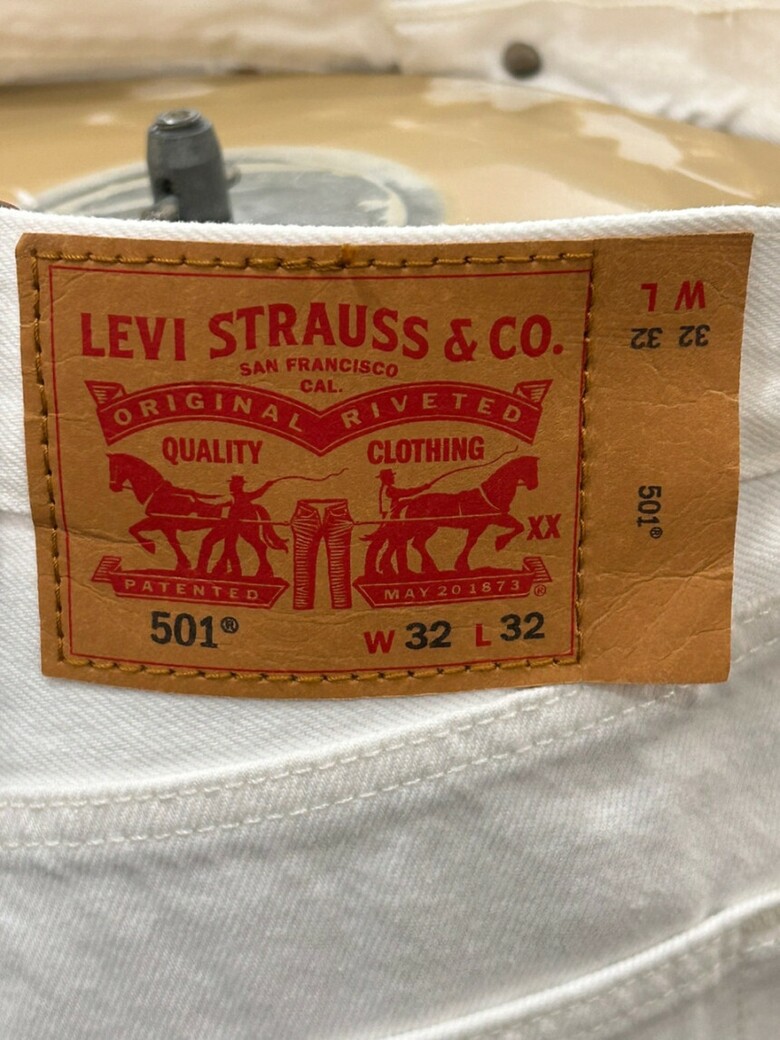 LEVI STRAUSS & CO.
SAN FRANCISCO
CAL.
ORIGINAL RIVETED
QUALITY CLOTHING
XX
PATENTED MAY 20 1873 ®
501® W 32 L 32
W L
32 32
501®